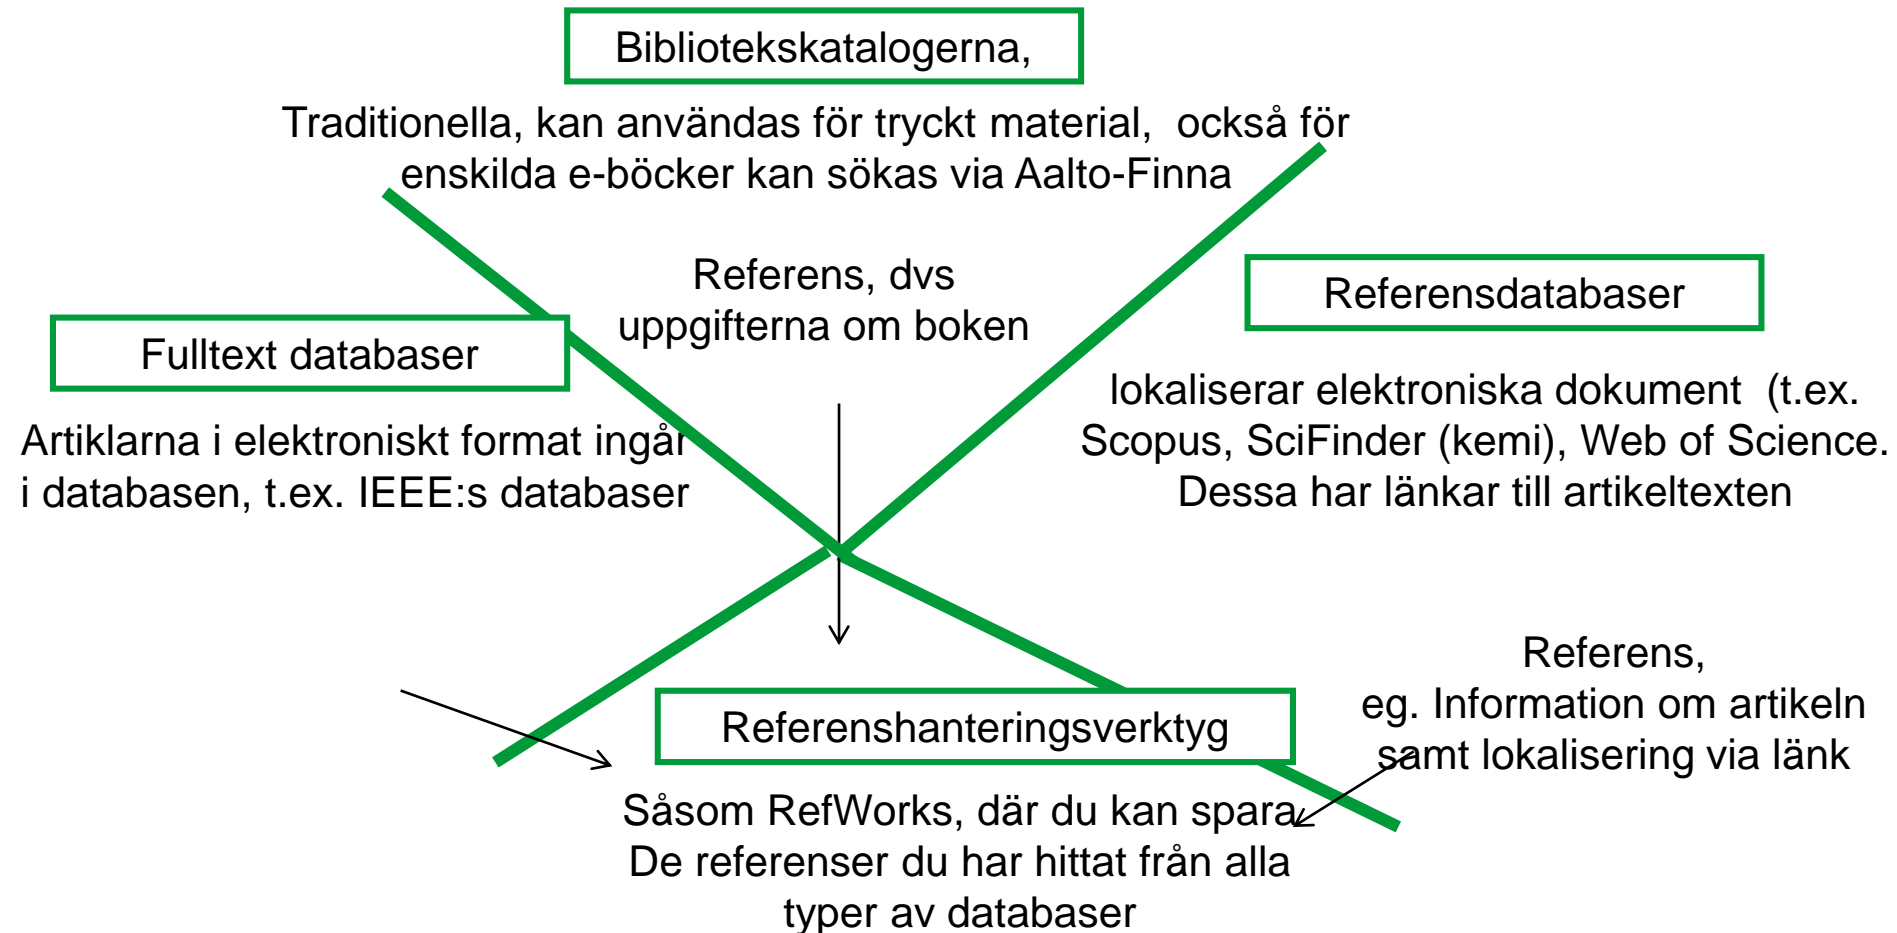 Bibliotekskatalogerna,
Traditionella, kan användas för tryckt material,  också för
enskilda e-böcker kan sökas via Aalto-Finna
Referens, dvs
uppgifterna om boken
Referensdatabaser
lokaliserar elektroniska dokument  (t.ex.
Scopus, SciFinder (kemi), Web of Science.
Dessa har länkar till artikeltexten
Fulltext databaser
Artiklarna i elektroniskt format ingår
i databasen, t.ex. IEEE:s databaser
Referens,
eg. Information om artikeln
samt lokalisering via länk
Referenshanteringsverktyg
Såsom RefWorks, där du kan spara
De referenser du har hittat från alla
typer av databaser